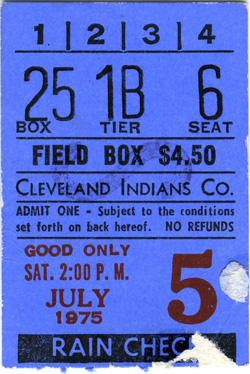 1 | 2 | 3 | 4
25 1B 6
BOX TIER SEAT
FIELD BOX $4.50
CLEVELAND INDIANS CO.
ADMIT ONE - Subject to the conditions
set forth on back hereof. NO REFUNDS
GOOD ONLY
SAT. 2:00 P. M.
JULY 5
1975
RAIN CHECK